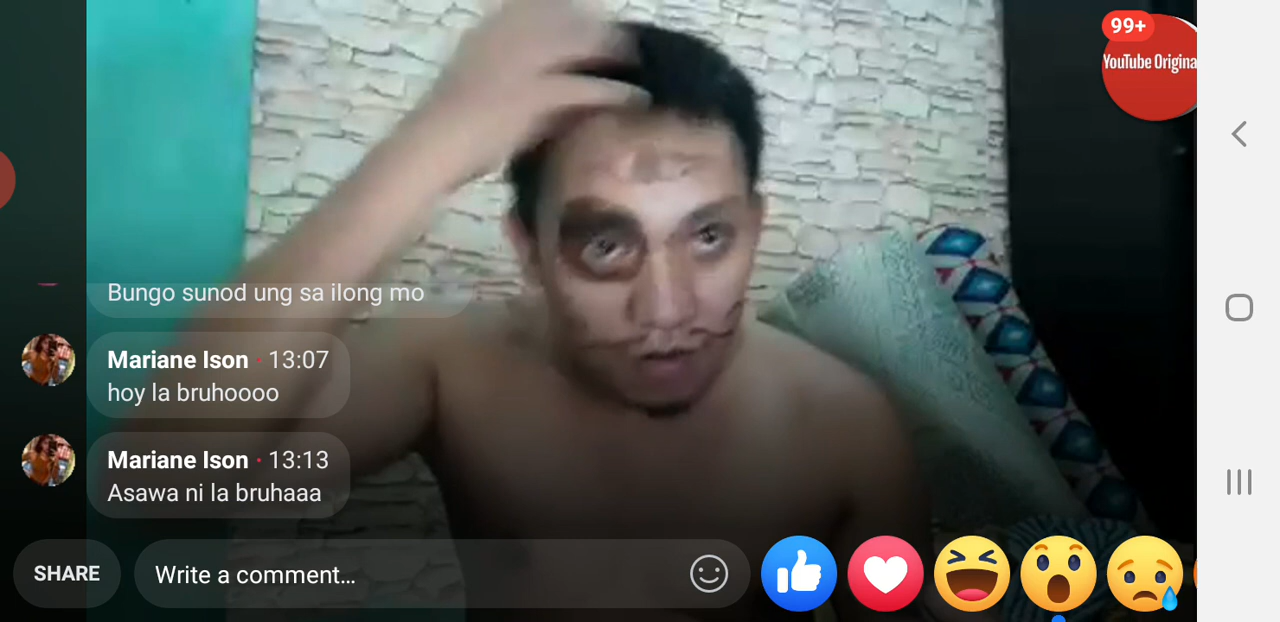 99+
YouTube Origina
Bungo sunod ung sa ilong mo
Mariane Ison · 13:07
hoy la bruhoooo
Mariane Ison · 13:13
Asawa ni la bruhaaa
SHARE
Write a comment...